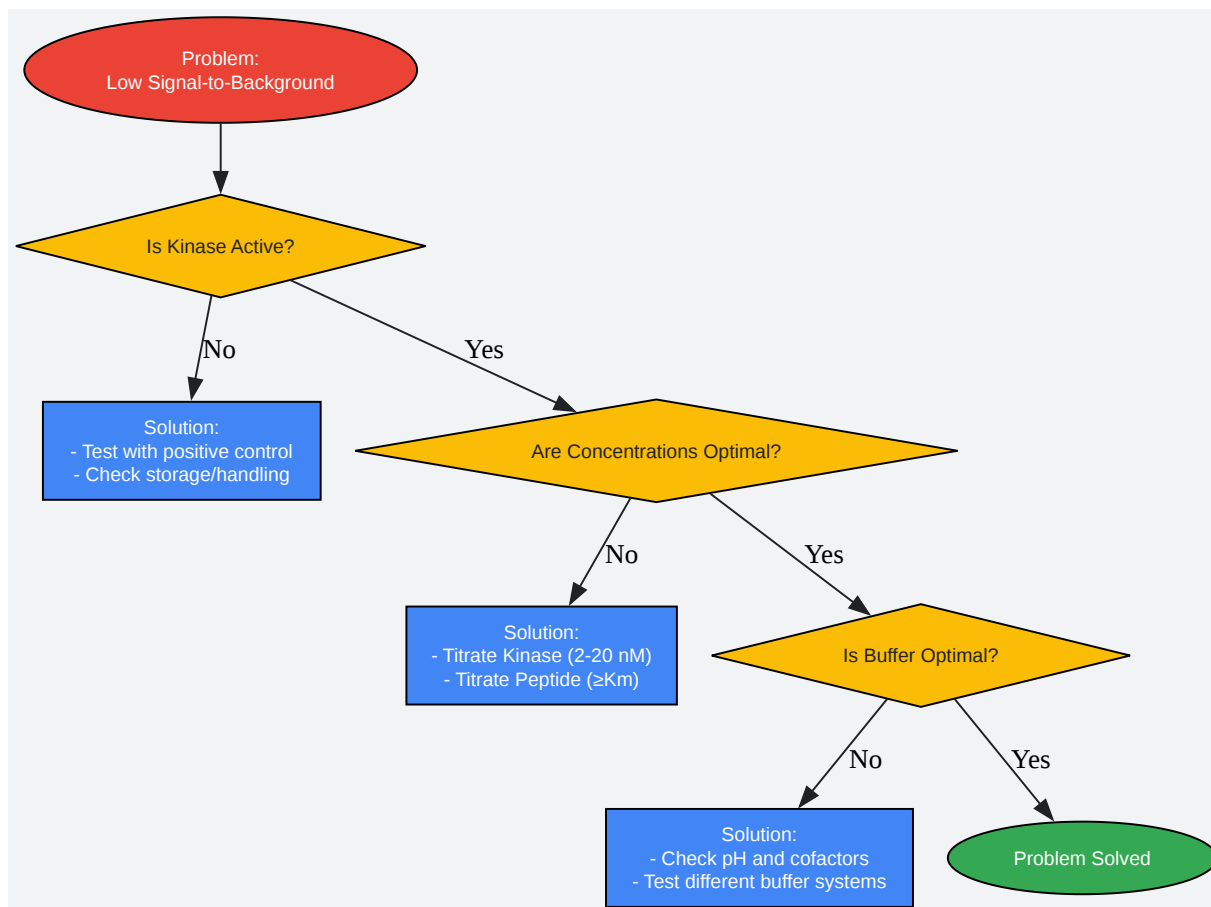 Problem:
Low Signal-to-Background
Is Kinase Active?
No
Yes
Solution:
- Test with positive control
- Check storage/handling
Are Concentrations Optimal?
No
Yes
Solution:
- Titrate Kinase (2-20 nM)
- Titrate Peptide (≥Km)
Is Buffer Optimal?
No
Yes
Solution:
- Check pH and cofactors
- Test different buffer systems
Problem Solved